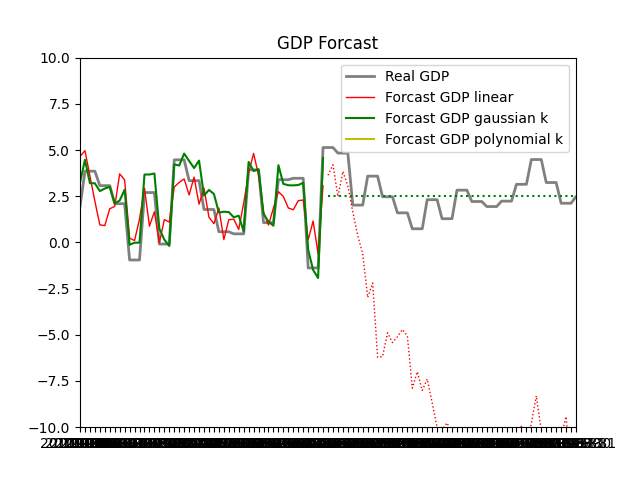 GDP Forcast
Real GDP
Forcast GDP linear
Forcast GDP gaussian k
Forcast GDP polynomial k
10.0
7.5
5.0
2.5
0.0
−2.5
−5.0
−7.5
−10.0